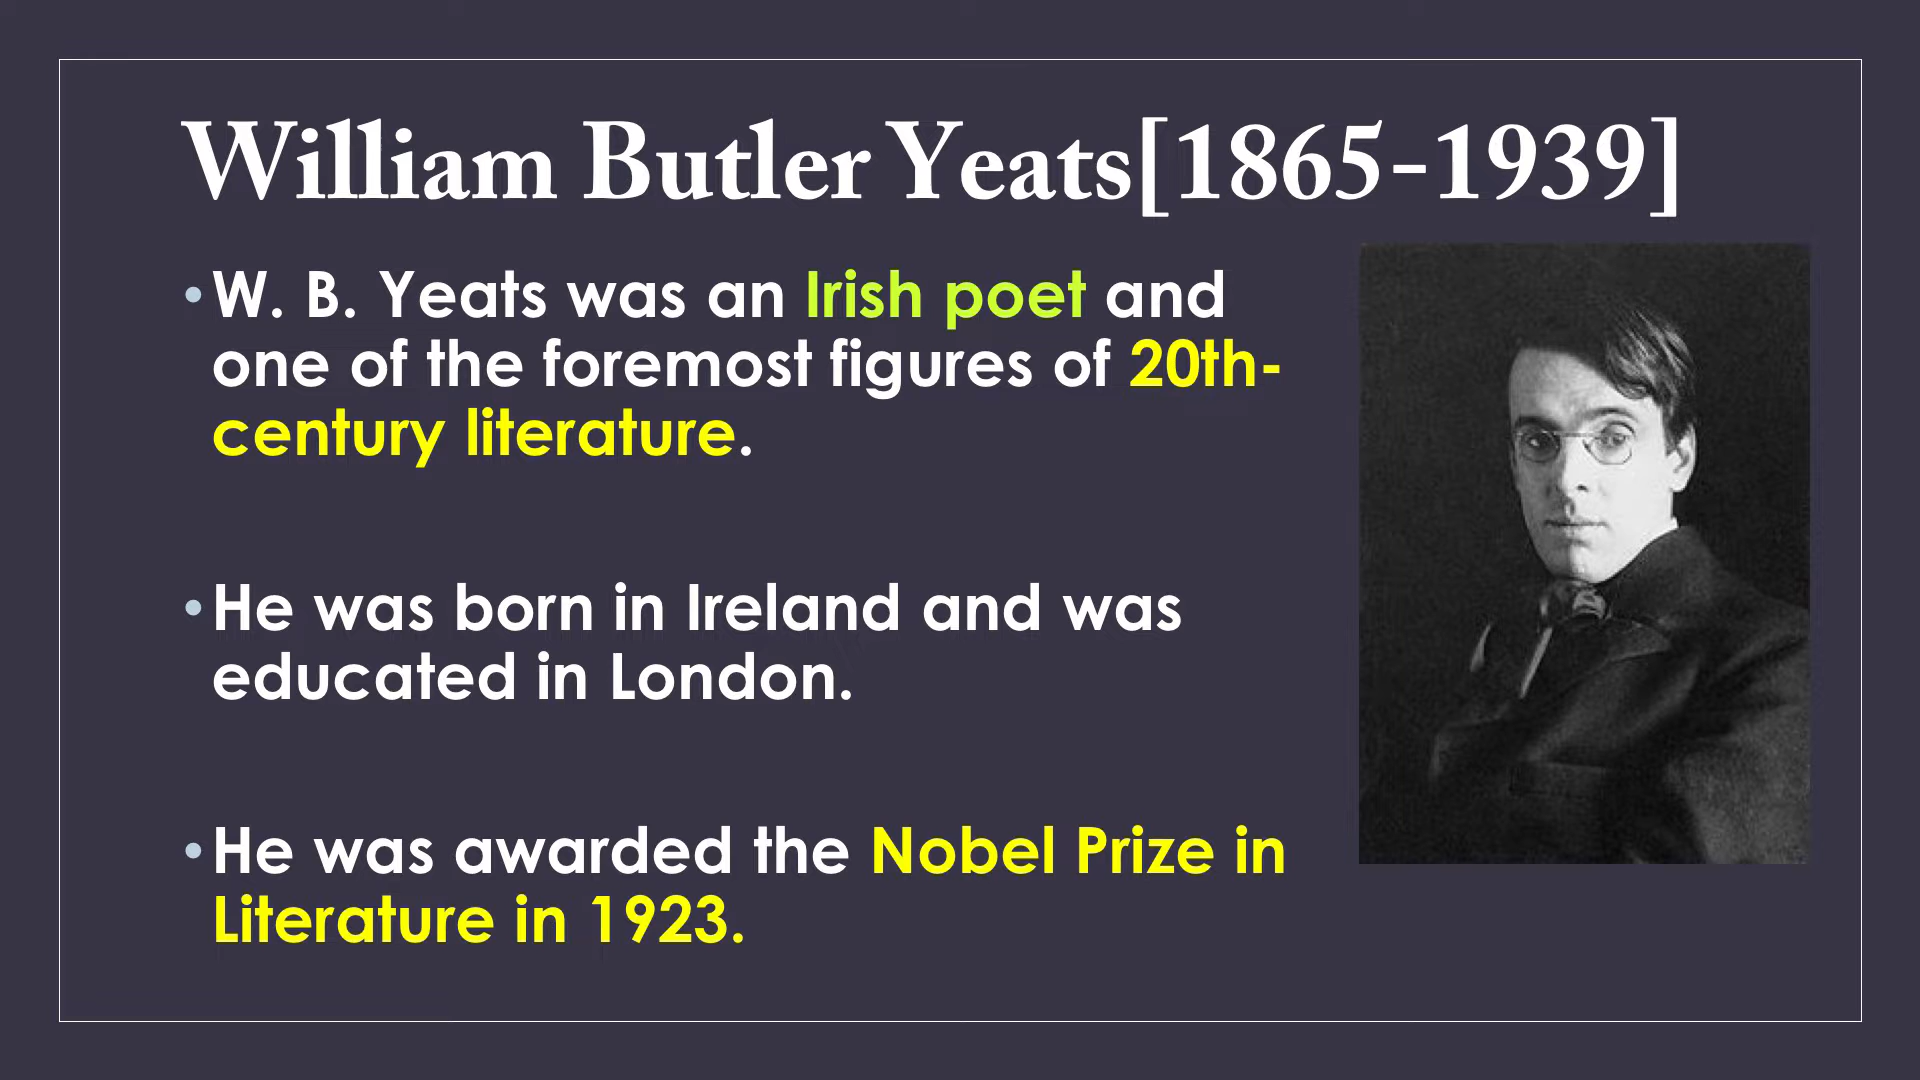 William Butler Yeats[1865-1939]
•W. B. Yeats was an Irish poet and
one of the foremost figures of 20th-
century literature.
•He was born in Ireland and was
educated in London.
•He was awarded the Nobel Prize in
Literature in 1923.